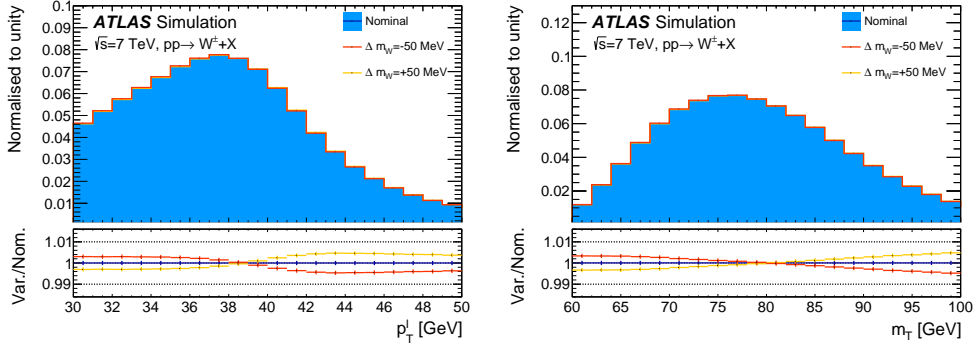 Normalised to unity
0.1
0.09
0.08
0.07
0.06
0.05
0.04
0.03
0.02
0.01
ATLAS Simulation
√s=7 TeV, pp→ W±+X
Nominal
Δ mW=-50 MeV
Δ mW=+50 MeV
Var./Nom.
1.01
1
0.99
30 32 34 36 38 40 42 44 46 48 50
pTl [GeV]
Normalised to unity
0.12
0.1
0.08
0.06
0.04
0.02
ATLAS Simulation
√s=7 TeV, pp→ W±+X
Nominal
Δ mW=-50 MeV
Δ mW=+50 MeV
Var./Nom.
1.01
1
0.99
60 65 70 75 80 85 90 95 100
mT [GeV]